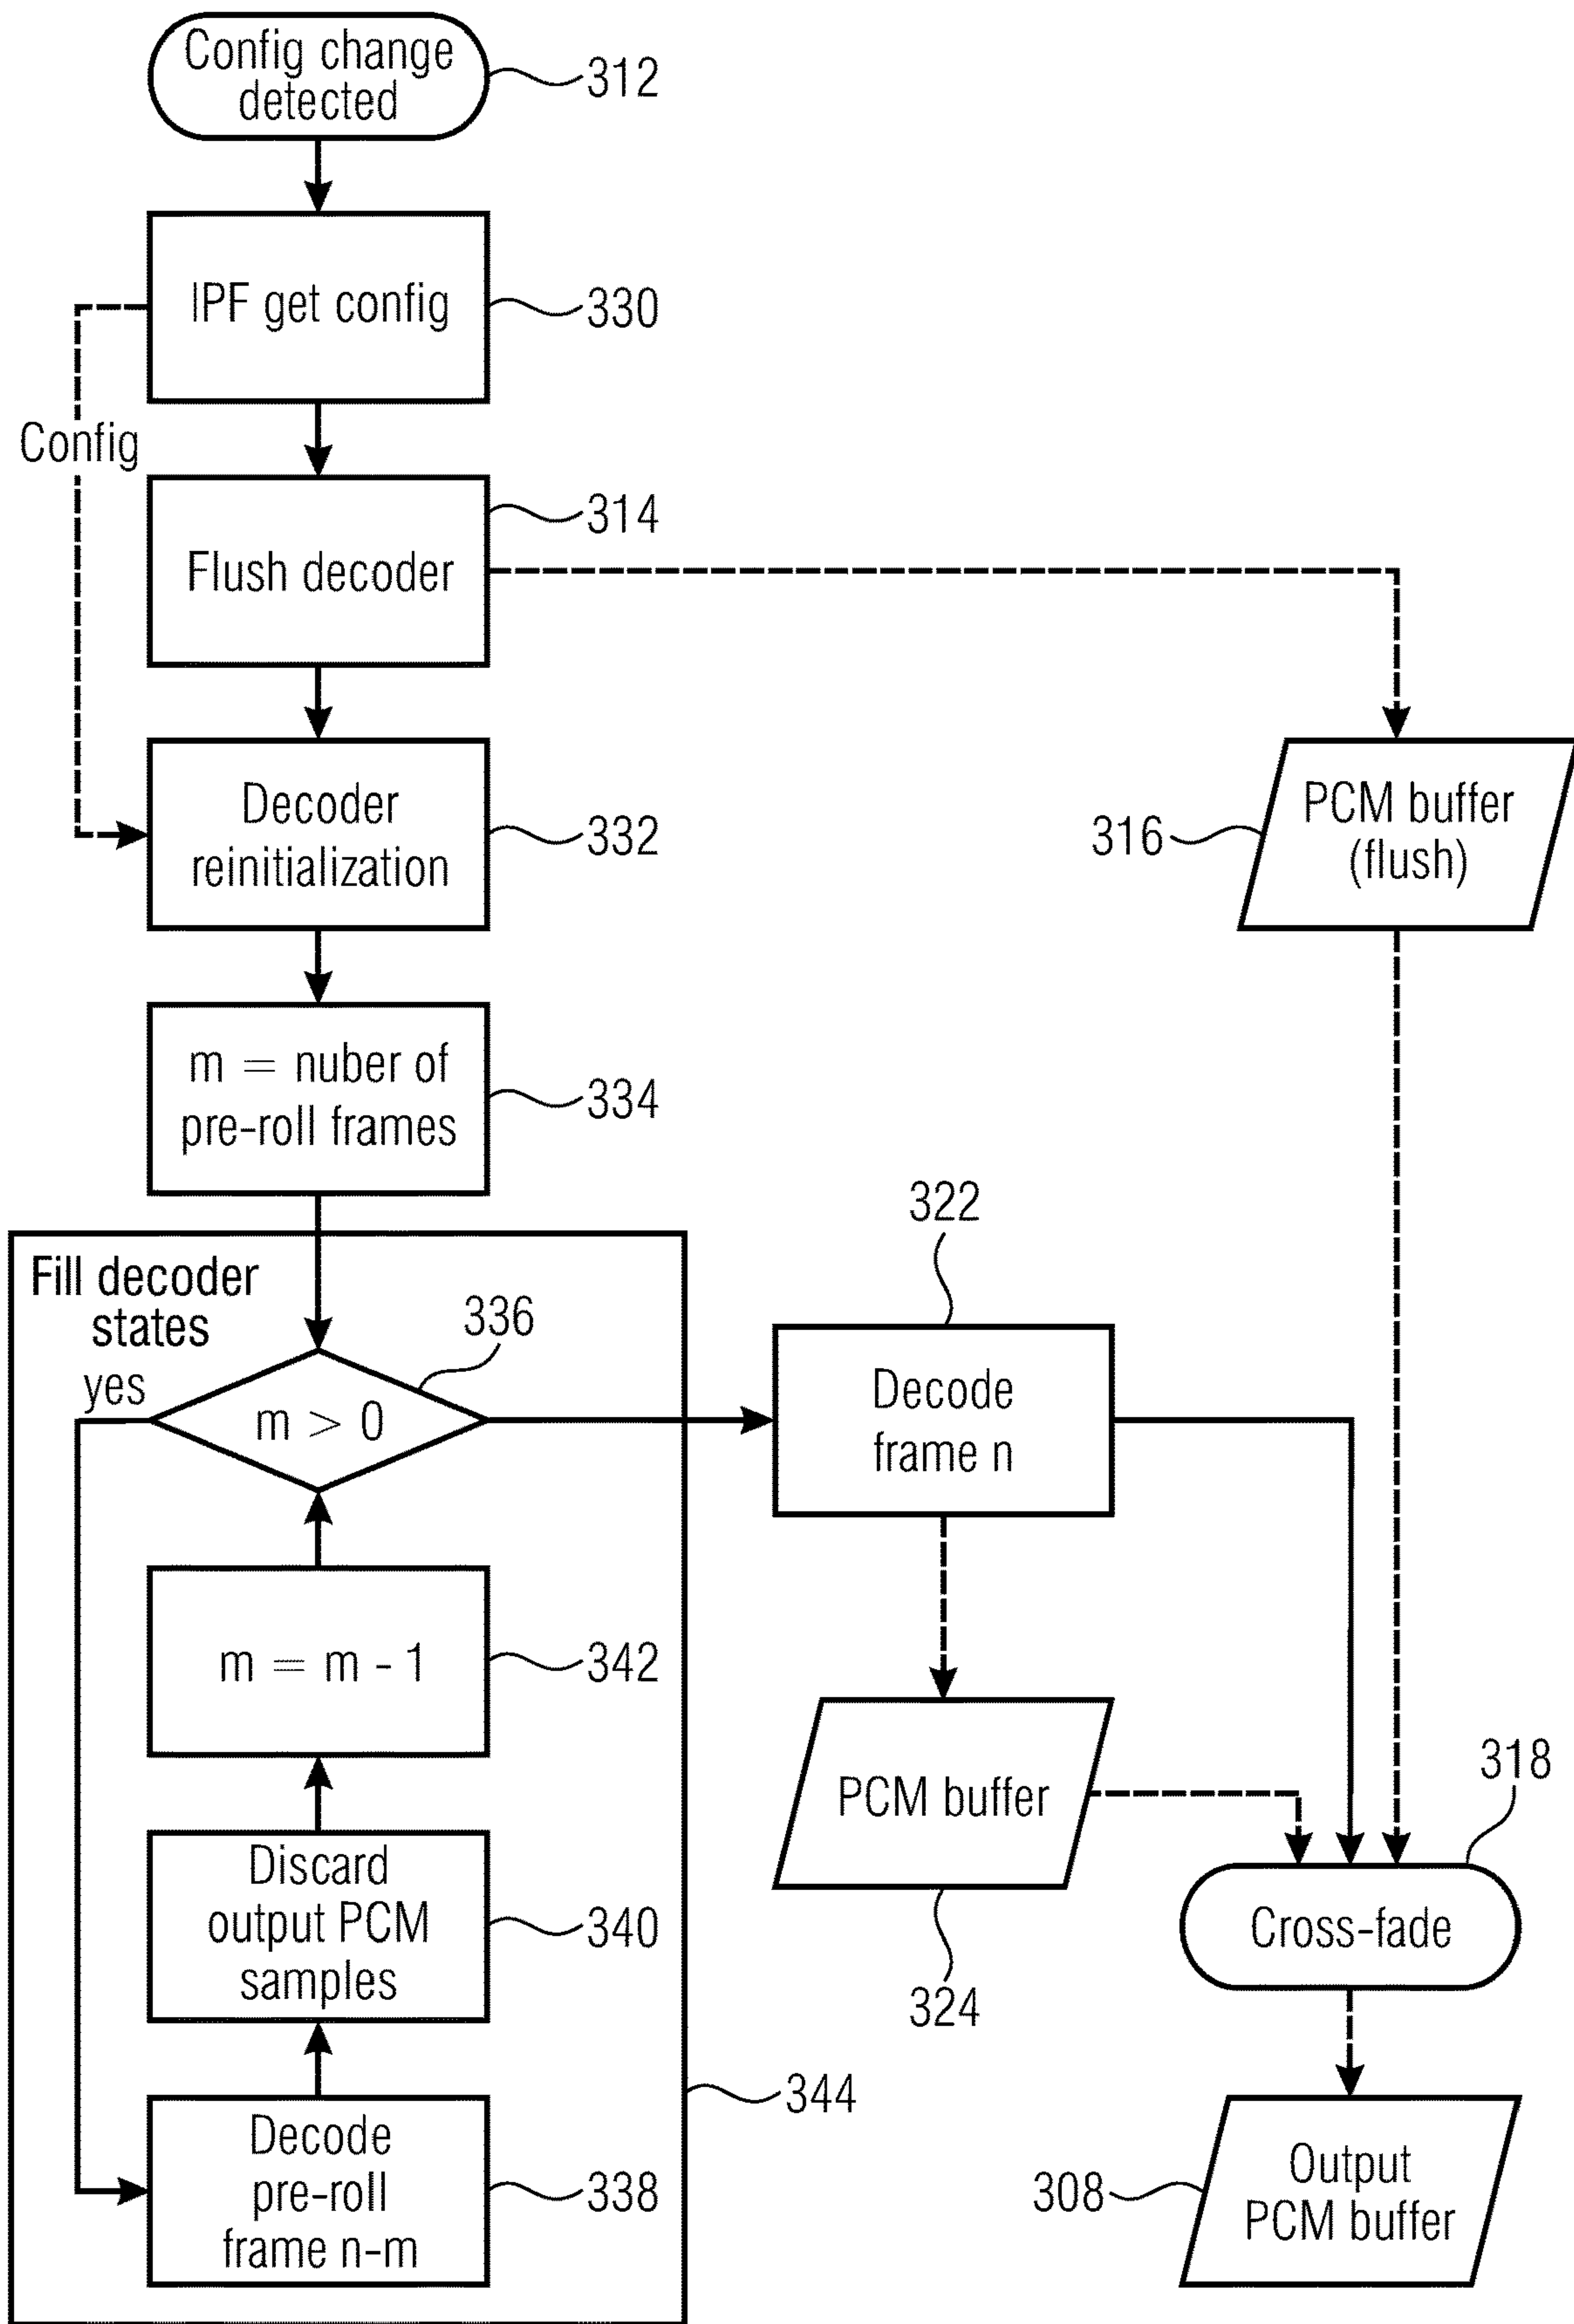 Config change
detected
312
IPF get config
330
Config
314
Flush decoder
Decoder
reinitialization
332
PCM buffer
(flush)
316
m = nuber of
pre-roll frames
334
Fill decoder
states
336
yes
m > 0
322
Decode
frame n
m = m - 1
342
PCM buffer
324
318
Cross-fade
Discard
output PCM
samples
340
344
Decode
pre-roll
frame n-m
338
Output
PCM buffer
308